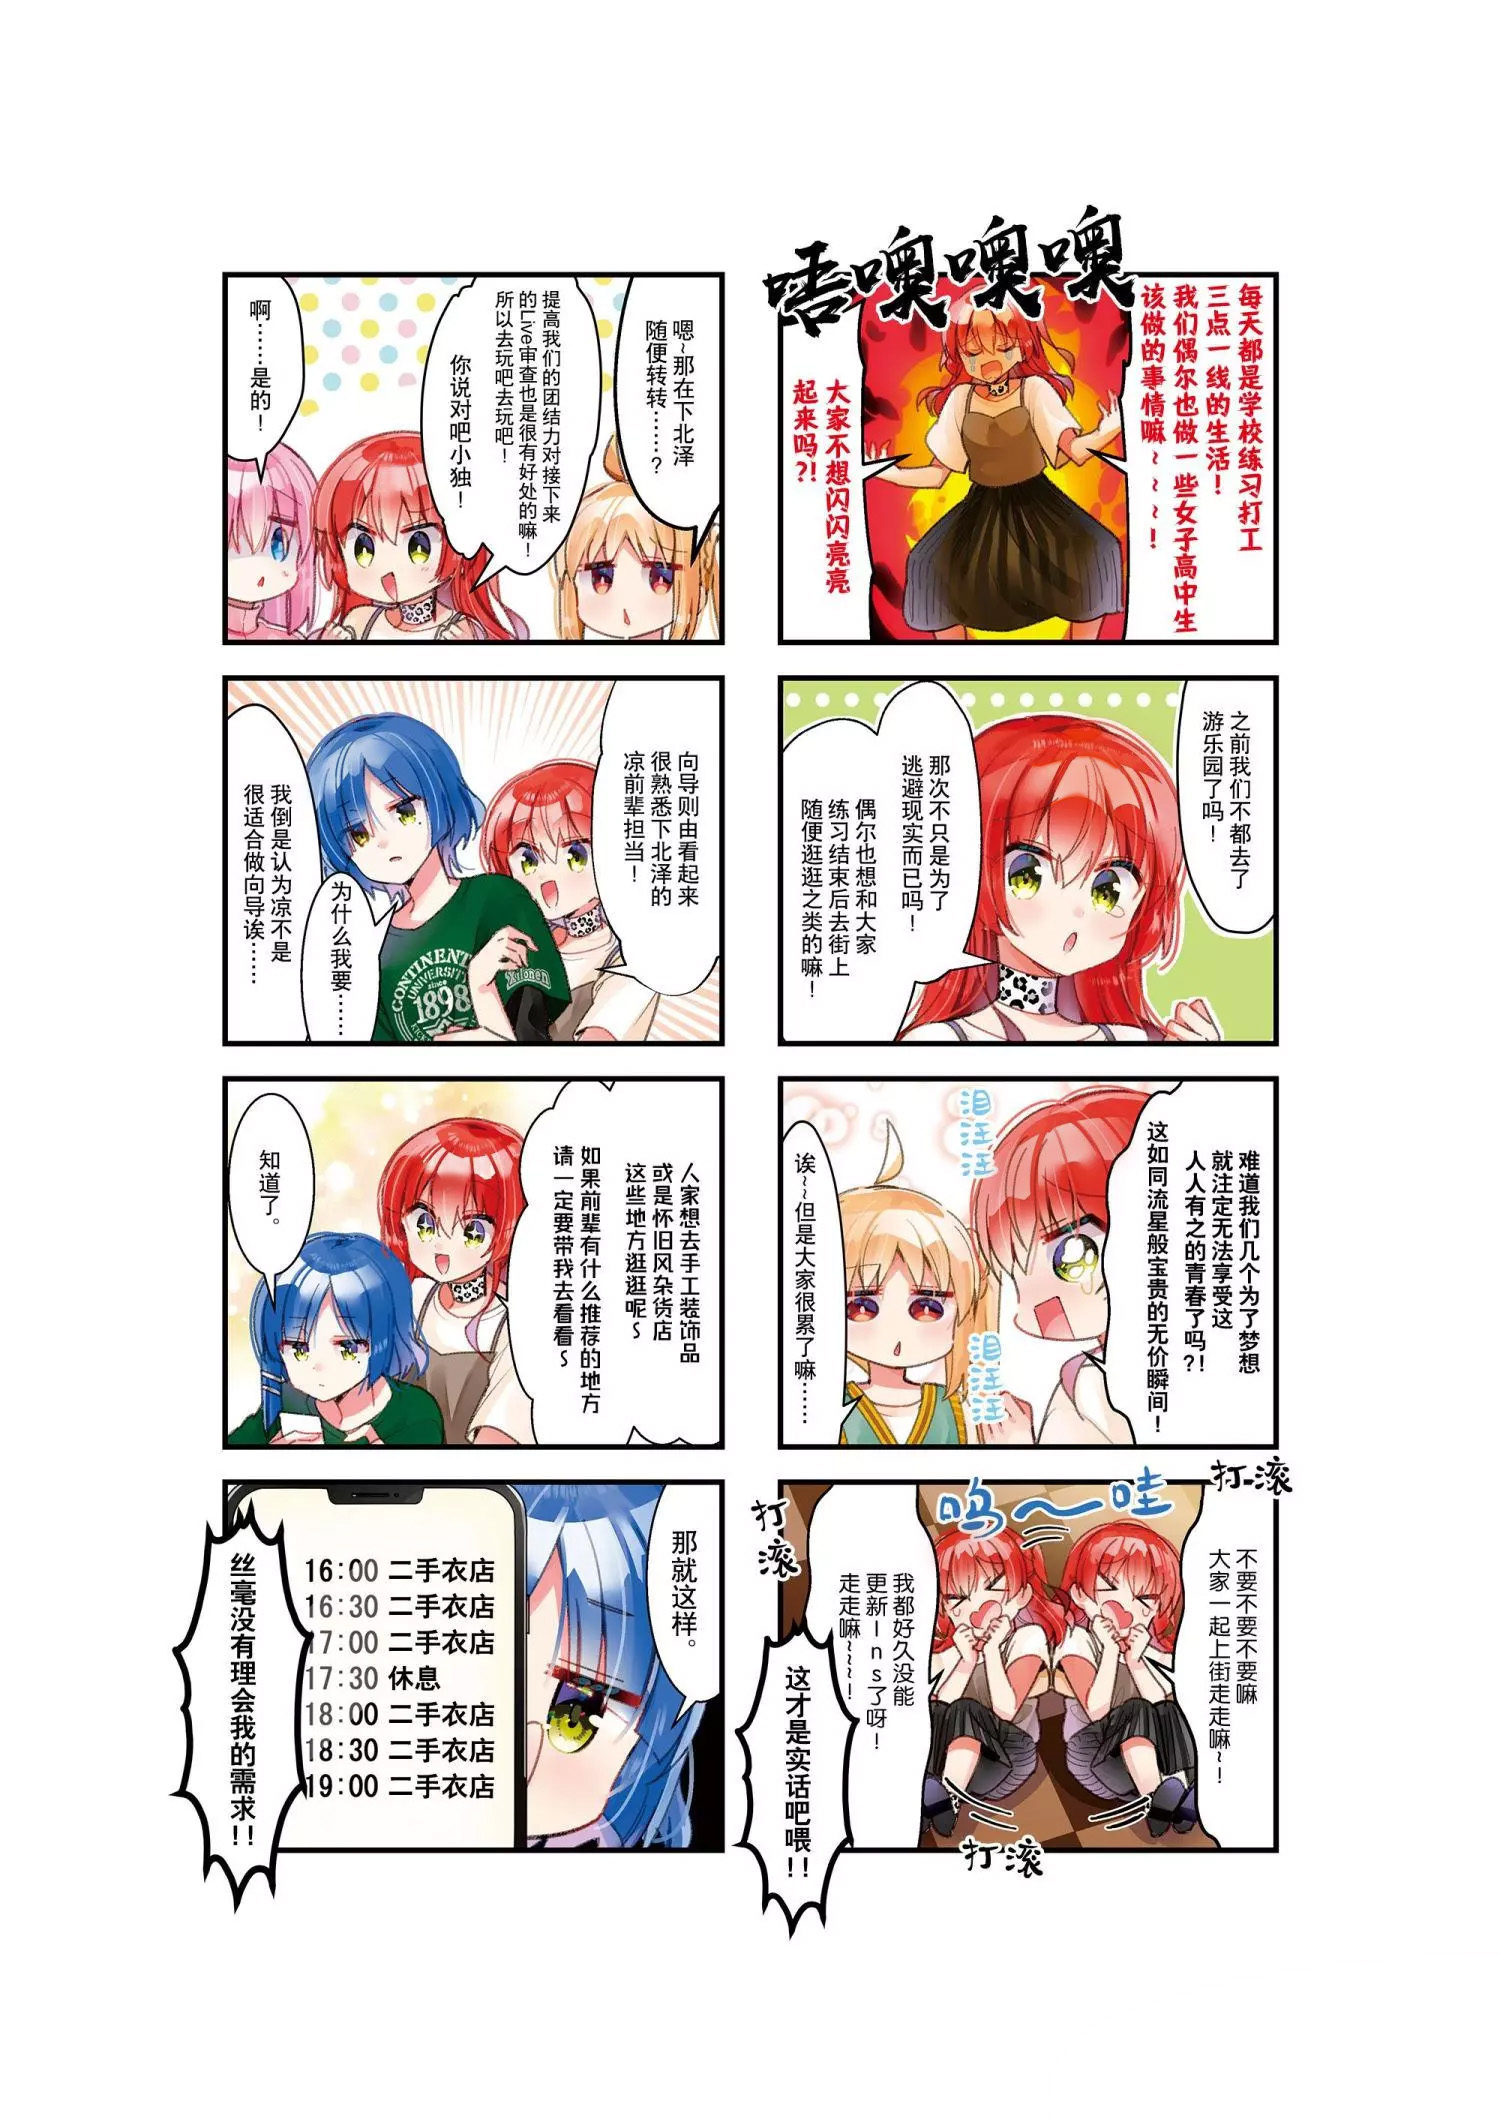 唔噢噢噢
每天都是学校练习打工
三点一线的生活！
我们偶尔也做一些女子高中生
该做的事情嘛~~~~！
大家不想闪闪亮亮
起来吗?!
之前我们不都去了
游乐园了吗！
那次不只是为了
逃避现实而已吗！
偶尔也想和大家
练习结束后去街上
随便逛逛之类的嘛！
难道我们几个为了梦想
就注定无法享受这
人人有之的青春了吗?!
这如同流星般宝贵的无价瞬间！
泪汪汪
泪汪汪
诶~~但是大家很累了嘛……
打滚
呜～哇
不要不要不要嘛
大家一起上街走走嘛~！
我都好久没能
更新Ins了呀！
走走嘛~~~！
打滚
打滚
这才是实话吧喂！！
嗯~那在下北泽
随便转转……？
提高我们的团结力对接下来
的Live审查也是很有好处的嘛！
所以去玩吧去玩吧！
你说对吧小独！
啊………是的！
向导则由看起来
很熟悉下北泽的
凉前辈担当！
为什么我要……
我倒是认为凉不是
很适合做向导诶……
CONTINENT
UNIVERSITY
since
1898
Xylonen
人家想去手工装饰品
或是怀旧风杂货店
这些地方逛逛呢~
如果前辈有什么推荐的地方
请一定要带我去看看~
知道了。
那就这样。
16:00 二手衣店
16:30 二手衣店
17:00 二手衣店
17:30 休息
18:00 二手衣店
18:30 二手衣店
19:00 二手衣店
丝毫没有理会我的需求！！